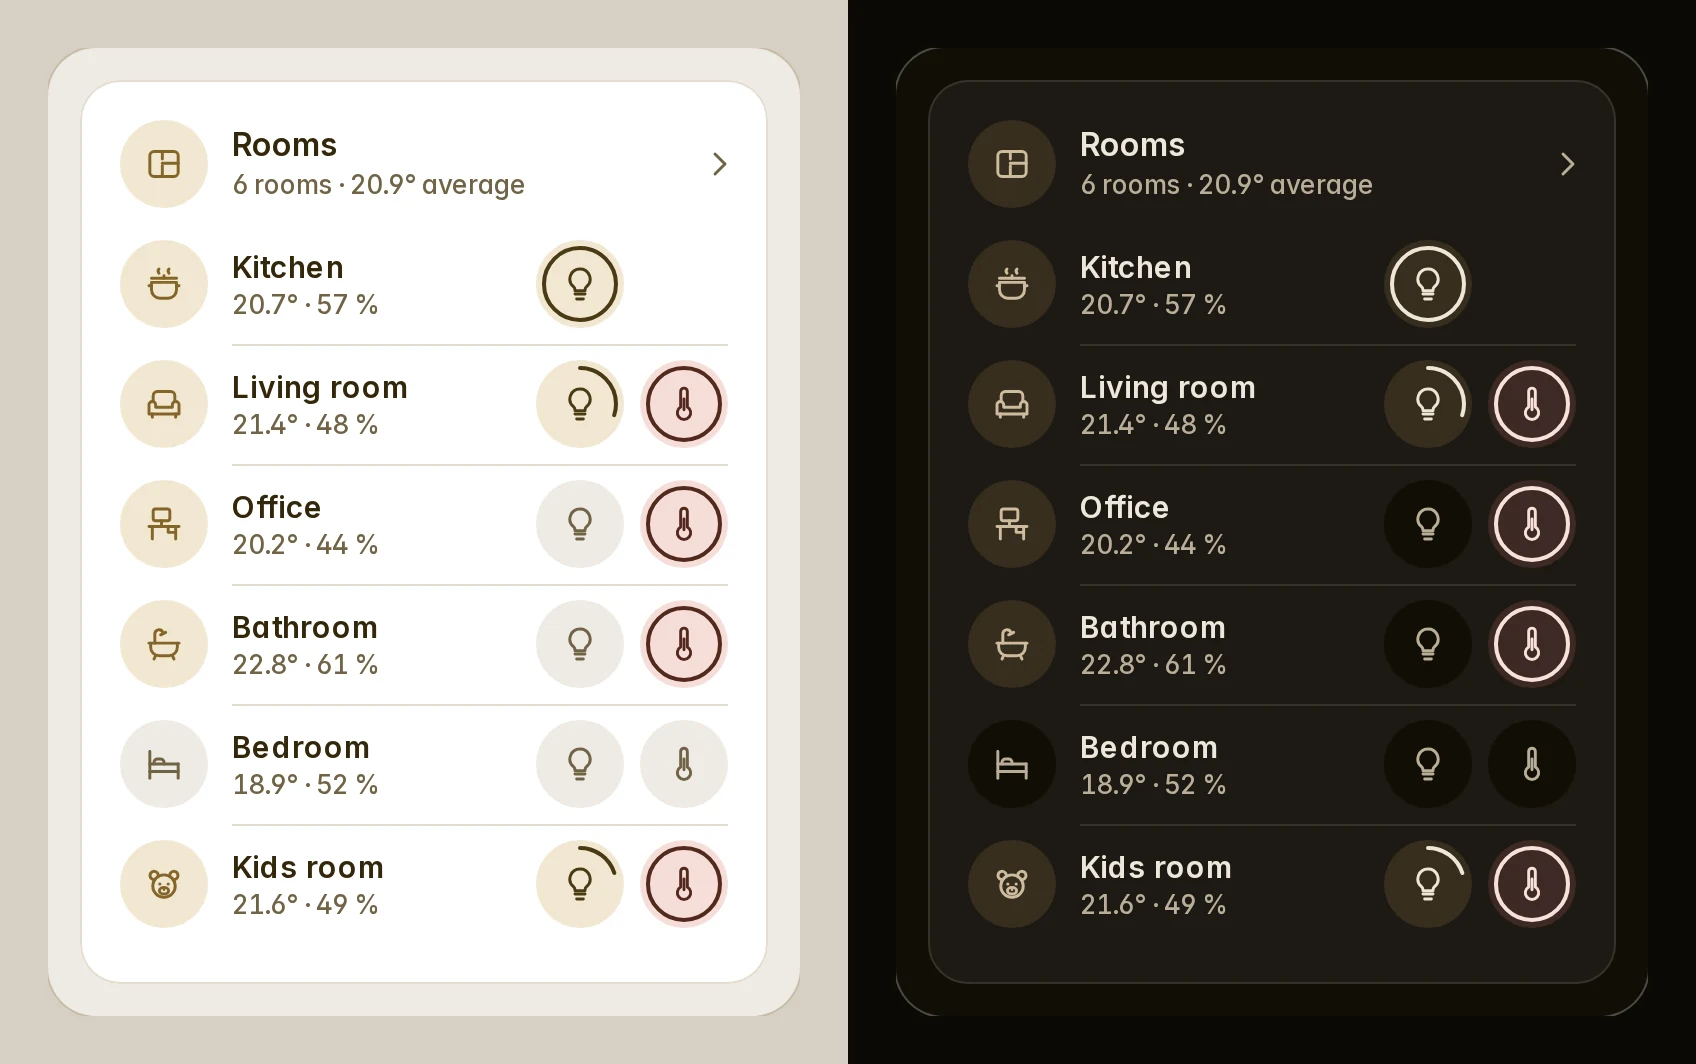 Rooms
6 rooms · 20.9° average
Kitchen
20.7° · 57 %
Living room
21.4° · 48 %
Office
20.2° · 44 %
Bathroom
22.8° · 61 %
Bedroom
18.9° · 52 %
Kids room
21.6° · 49 %
Rooms
6 rooms · 20.9° average
Kitchen
20.7° · 57 %
Living room
21.4° · 48 %
Office
20.2° · 44 %
Bathroom
22.8° · 61 %
Bedroom
18.9° · 52 %
Kids room
21.6° · 49 %